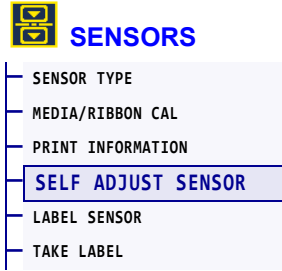 SENSORS
SENSOR TYPE
MEDIA/RIBBON CAL
PRINT INFORMATION
SELF ADJUST SENSOR
LABEL SENSOR
TAKE LABEL